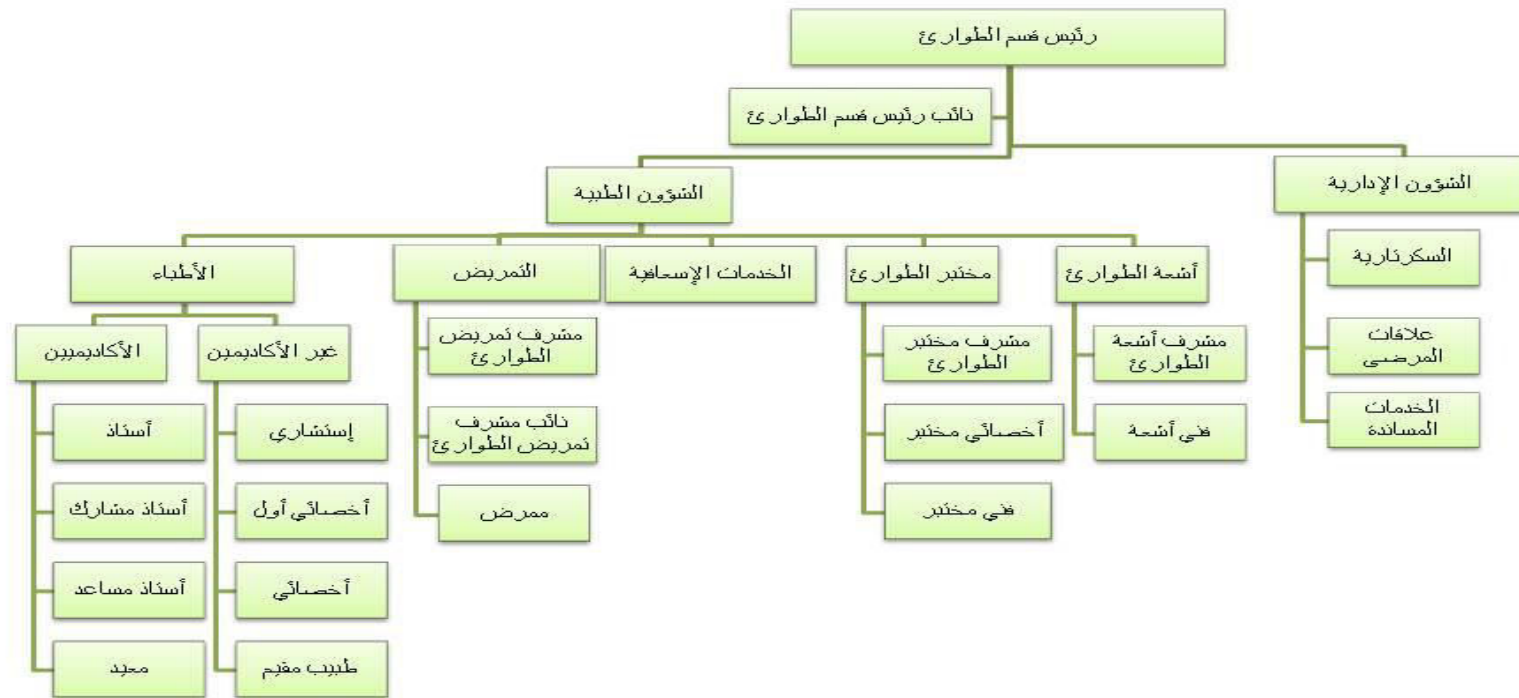 رئيس قسم الطوارئ
نائب رئيس قسم الطوارئ
الشؤون الإدارية
الشؤون الطبية
السكرتارية
علاقات
المرضى
الخدمات
المساندة
أشعة الطوارئ
مختبر الطوارئ
الخدمات الإسعافية
التمريض
الأطباء
مشرف أشعة
الطوارئ
فني أشعة
مشرف مختبر
الطوارئ
أخصائي مختبر
فني مختبر
مشرف تمريض
الطوارئ
نائب مشرف
تمريض الطوارئ
ممرض
غير الأكاديمين
الأكاديميين
إستشاري
أخصائي أول
أخصائي
طبيب مقيم
أستاذ
أستاذ مشارك
أستاذ مساعد
معيد